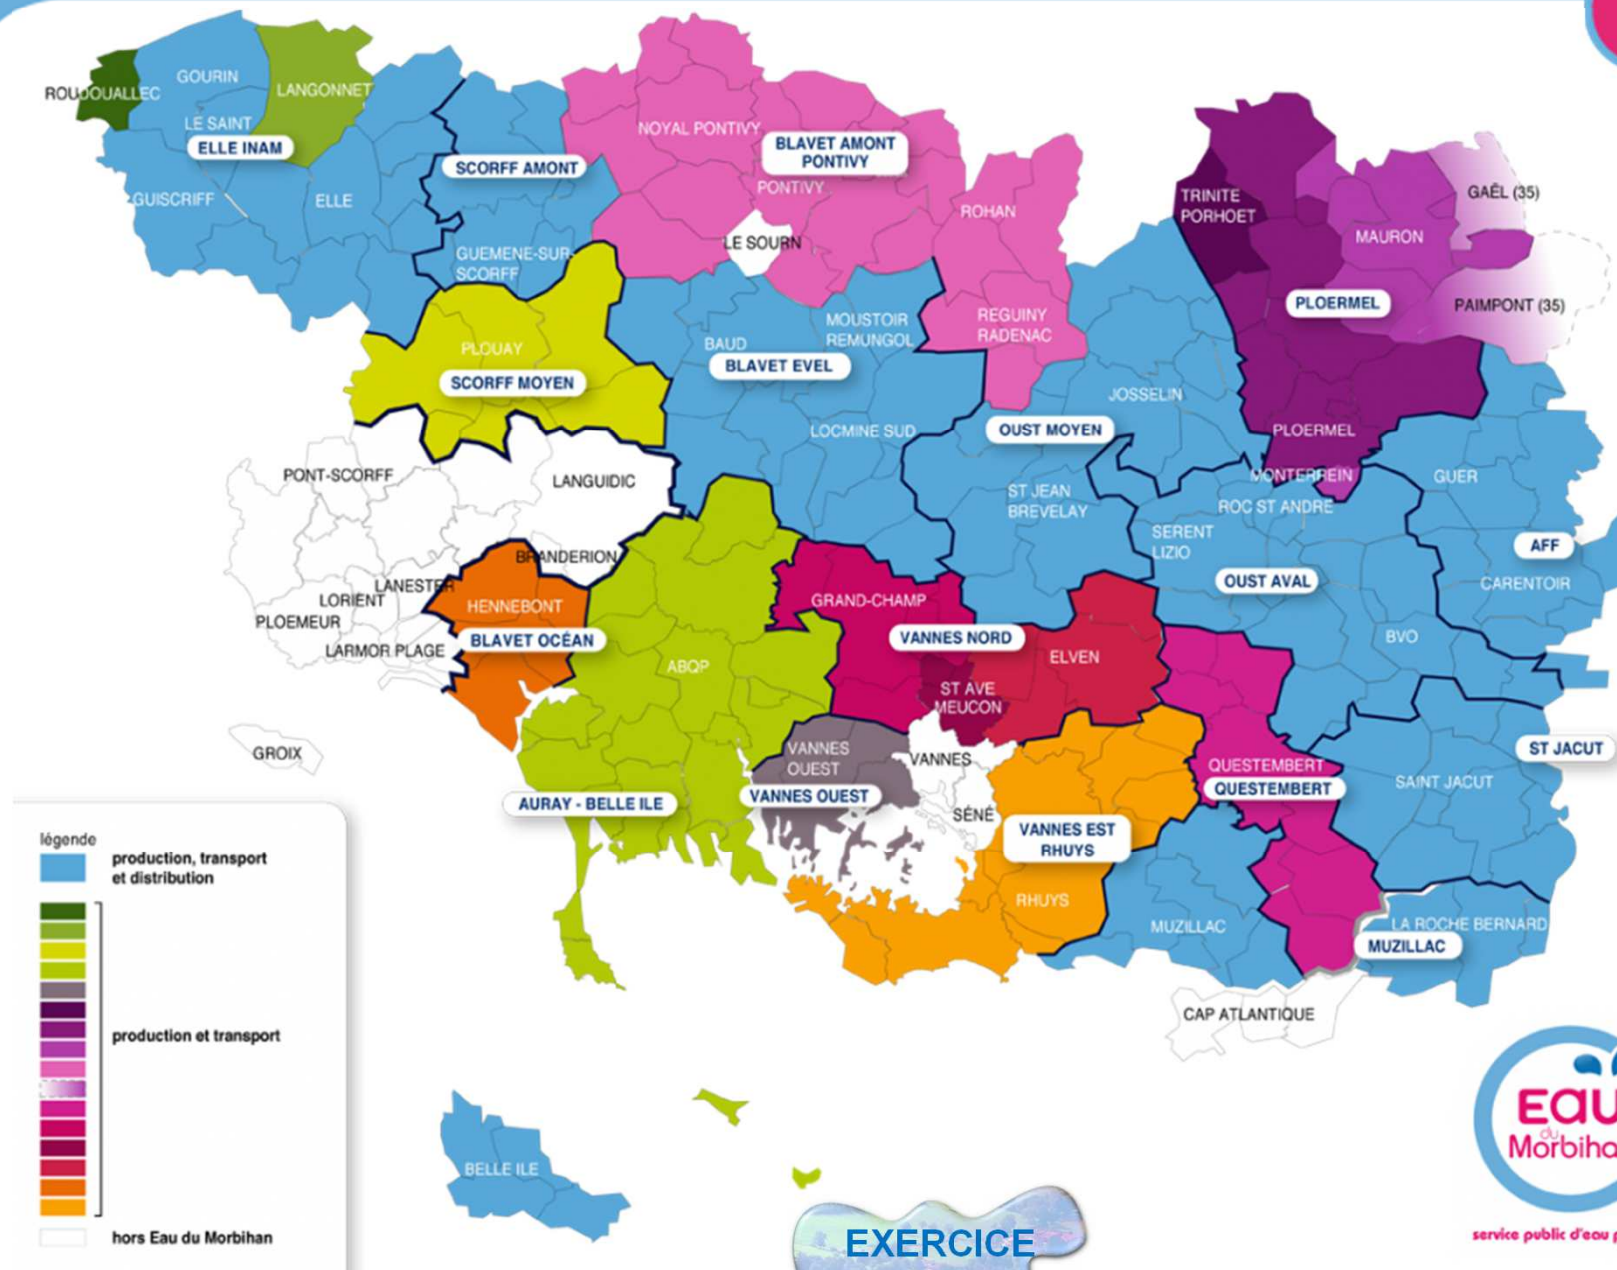 ROUDOUALLEC
GOURIN
LANGONNET
LE SAINT
ELLE INAM
GUISCRIFF
ELLE
SCORFF AMONT
GUEMENE-SUR-
SCORFF
NOYAL PONTIVY
BLAVET AMONT
PONTIVY
PONTIVY
LE SOURN
ROHAN
REGUINY
RADENAC
TRINITE
PORHOET
MAURON
GAËL (35)
PAIMPONT (35)
PLOERMEL
PLOERMEL
MONTERREIN
PLOUAY
SCORFF MOYEN
BAUD
MOUSTOIR
REMUNGOL
BLAVET EVEL
LOCMINE SUD
JOSSELIN
OUST MOYEN
ST JEAN
BREVELAY
ROC ST ANDRE
SERENT
LIZIO
OUST AVAL
GUER
AFF
CARENTOIR
BVO
PONT-SCORFF
LANGUIDIC
BRANDERION
LANESTER
LORIENT
PLOEMEUR
LARMOR PLAGE
HENNEBONT
BLAVET OCÉAN
GROIX
ABQP
AURAY - BELLE ILE
GRAND-CHAMP
VANNES NORD
ELVEN
ST AVE
MEUCON
VANNES
OUEST
VANNES OUEST
VANNES
SÉNÉ
VANNES EST
RHUYS
RHUYS
QUESTEMBERT
QUESTEMBERT
ST JACUT
SAINT JACUT
MUZILLAC
LA ROCHE BERNARD
MUZILLAC
CAP ATLANTIQUE
BELLE ILE
légende
production, transport
et distribution
production et transport
hors Eau du Morbihan
EXERCICE
Eau
du
Morbiha
service public d'eau p